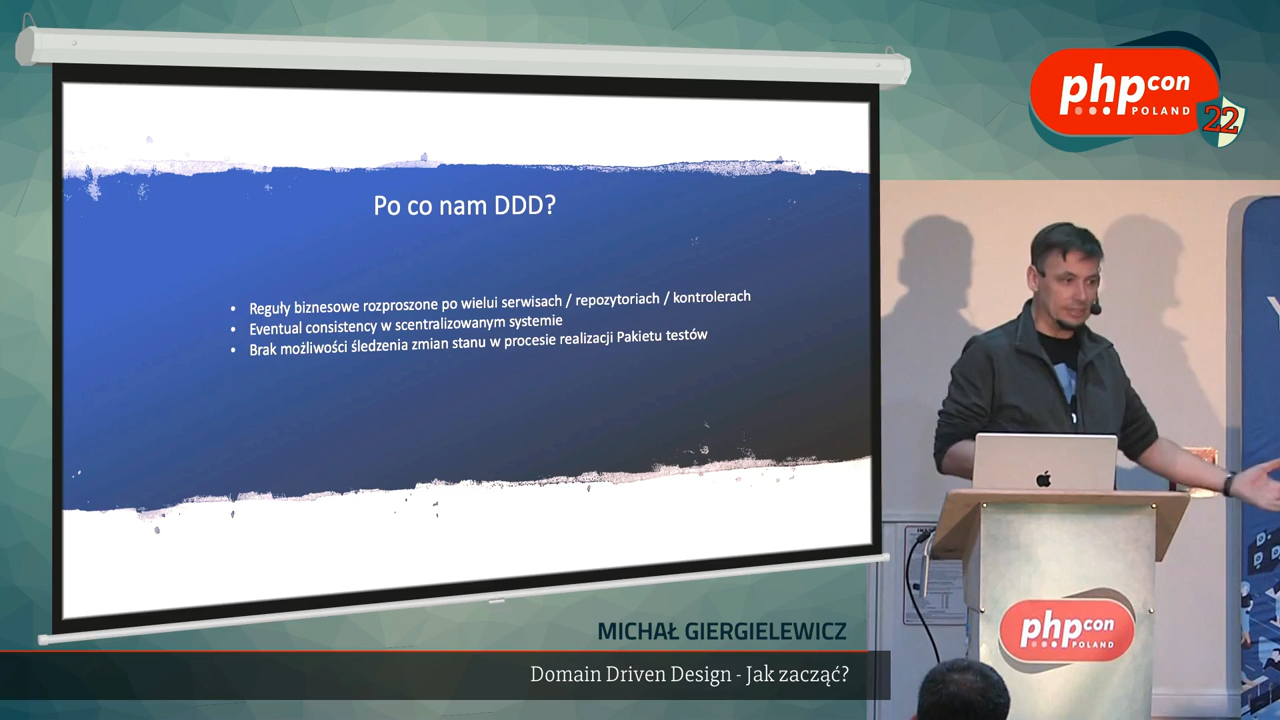 php con
POLAND
22
Po co nam DDD?
• Reguły biznesowe rozproszone po wielui serwisach / repozytoriach / kontrolerach
• Eventual consistency w scentralizowanym systemie
• Brak możliwości śledzenia zmian stanu w procesie realizacji Pakietu testów
php con
POLAND
MICHAŁ GIERGIELEWICZ
Domain Driven Design - Jak zacząć?